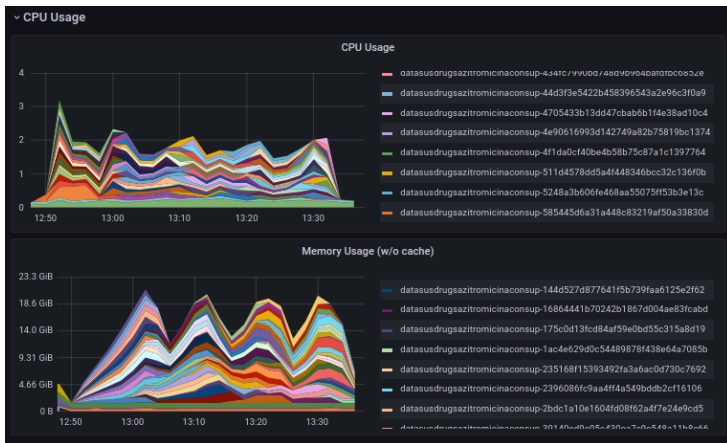 CPU Usage
CPU Usage
4
3
2
1
0
12:50 13:00 13:10 13:20 13:30
datasusdrugsazitromicinaconsup-44d3f3e5422b458396543a2e96c3f0a9
datasusdrugsazitromicinaconsup-4705433b13dd47cbab6b1f4e38ad10c4
datasusdrugsazitromicinaconsup-4e90616993d142749a82b75819bc1374
datasusdrugsazitromicinaconsup-4f1da0cf40be4b58b75c87a1c1397764
datasusdrugsazitromicinaconsup-511d4578dd5a4f448346bcc32c136f0b
datasusdrugsazitromicinaconsup-5248a3b606fe468aa55075ff53b3e13c
datasusdrugsazitromicinaconsup-585445d6a31a448c83219af50a33830d
Memory Usage (w/o cache)
23.3 GiB
18.6 GiB
14.0 GiB
9.31 GiB
4.66 GiB
0 B
12:50 13:00 13:10 13:20 13:30
datasusdrugsazitromicinaconsup-144d527d877641f5b739faa6125e2f62
datasusdrugsazitromicinaconsup-16864441b70242b1867d004ae83fcabd
datasusdrugsazitromicinaconsup-175c0d13fcd84af59e0bd55c315a8d19
datasusdrugsazitromicinaconsup-1ac4e629d0c54489878f438e64a7085b
datasusdrugsazitromicinaconsup-235168f15393492fa3a6ac0d730c7692
datasusdrugsazitromicinaconsup-2396086fc9aa4ff4a549bddb2cf16106
datasusdrugsazitromicinaconsup-2bdc1a10e1604fd08f62a4f7e24e9cd5